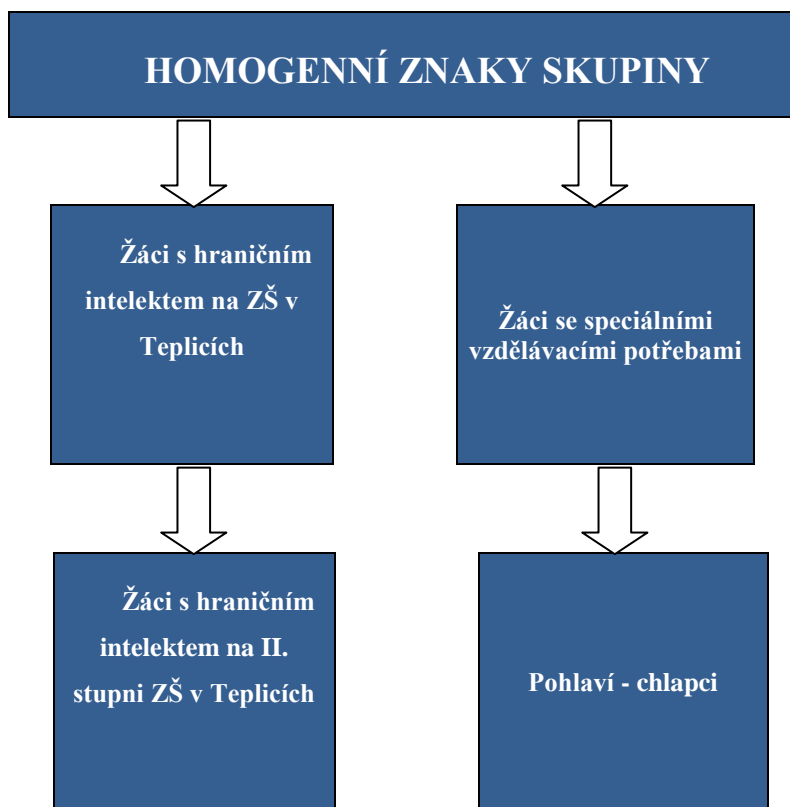 HOMOGENNÍ ZNAKY SKUPINY
Žáci s hraničním
intelektem na ZŠ v
Teplicích
Žáci se speciálními
vzdělávacími potřebami
Žáci s hraničním
intelektem na II.
stupni ZŠ v Teplicích
Pohlaví - chlapci